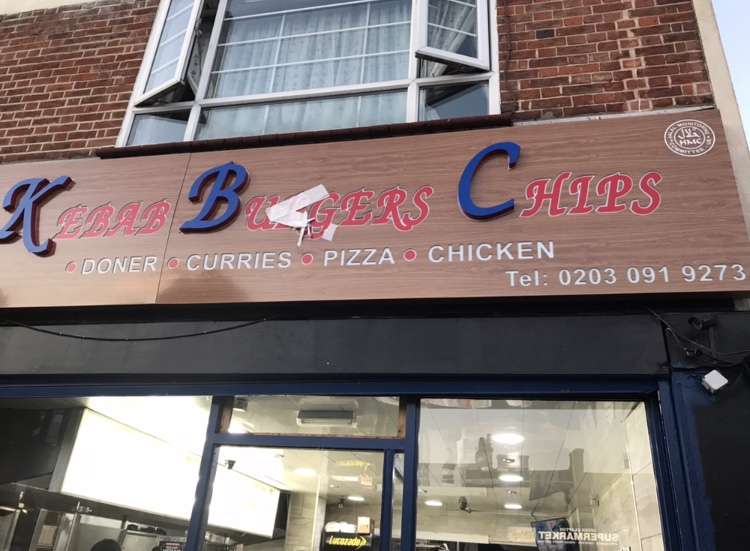 HMC
KEBAB BURGERS CHIPS
DONER • CURRIES • PIZZA • CHICKEN
Tel: 0203 091 9273
Lucozade
SUPERMARKET